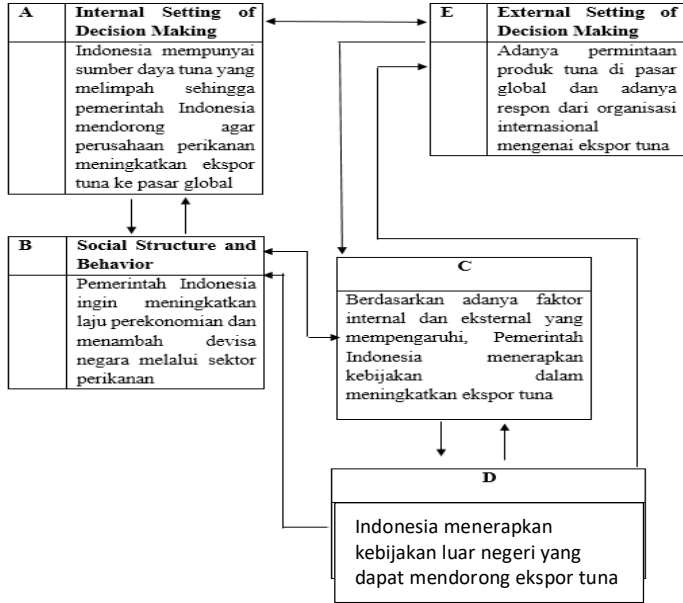 A
Internal Setting of
Decision Making
Indonesia mempunyai
sumber daya tuna yang
melimpah sehingga
pemerintah Indonesia
mendorong agar
perusahaan perikanan
meningkatkan ekspor
tuna ke pasar global
E
External Setting of
Decision Making
Adanya permintaan
produk tuna di pasar
global dan adanya
respon dari organisasi
internasional
mengenai ekspor tuna
B
Social Structure and
Behavior
Pemerintah Indonesia
ingin meningkatkan
laju perekonomian dan
menambah devisa
negara melalui sektor
perikanan
C
Berdasarkan adanya faktor
internal dan eksternal yang
mempengaruhi, Pemerintah
Indonesia menerapkan
kebijakan dalam
meningkatkan ekspor tuna
D
Indonesia menerapkan
kebijakan luar negeri yang
dapat mendorong ekspor tuna